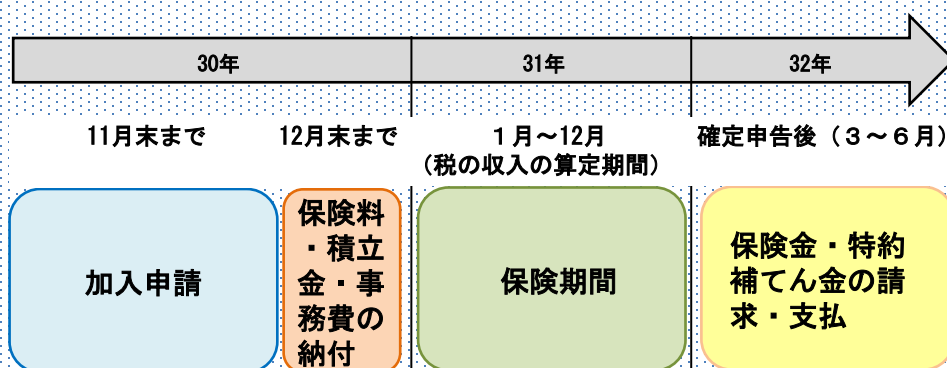 30年
31年
32年
11月末まで
12月末まで
1月～12月
(税の収入の算定期間)
確定申告後（3～6月）
加入申請
保険料
・積立
金・事
務費の
納付
保険期間
保険金・特約
補てん金の請
求・支払